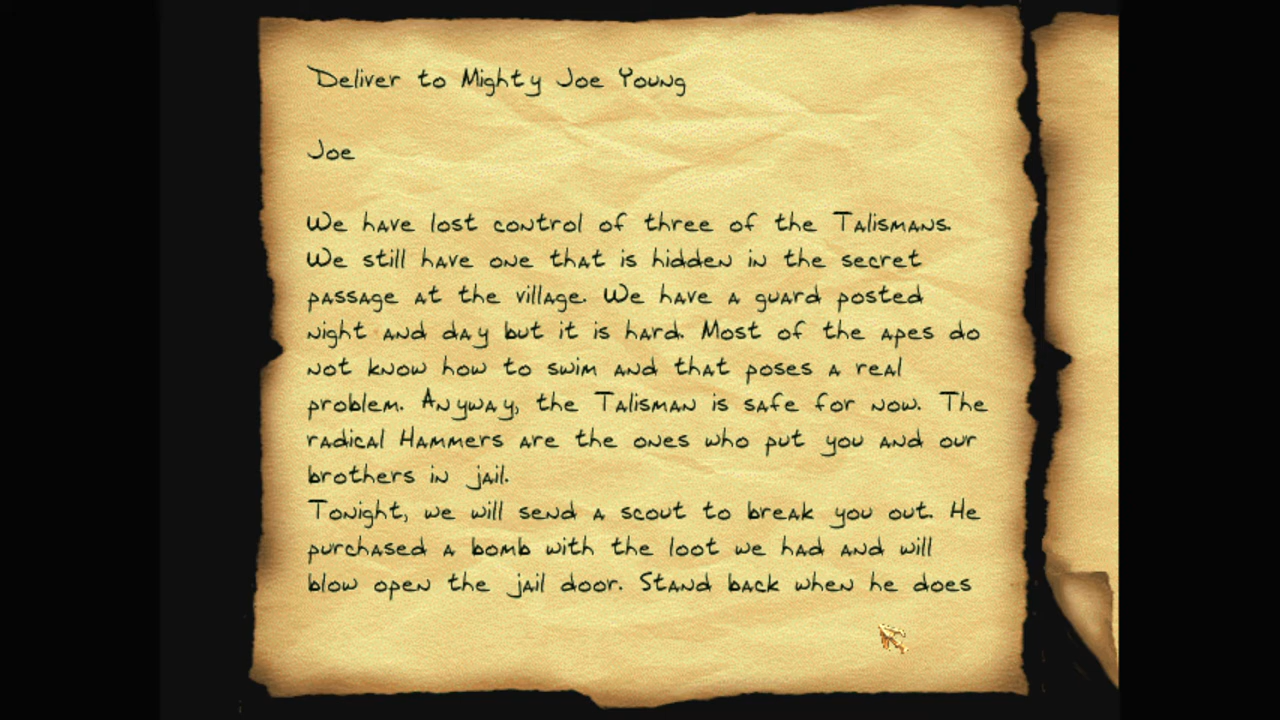 Deliver to Mighty Joe Young
Joe
We have lost control of three of the Talismans.
We still have one that is hidden in the secret
passage at the village. We have a guard posted
night and day but it is hard. Most of the apes do
not know how to swim and that poses a real
problem. Anyway, the Talisman is safe for now. The
radical Hammers are the ones who put you and our
brothers in jail.
Tonight, we will send a scout to break you out. He
purchased a bomb with the loot we had and will
blow open the jail door. Stand back when he does